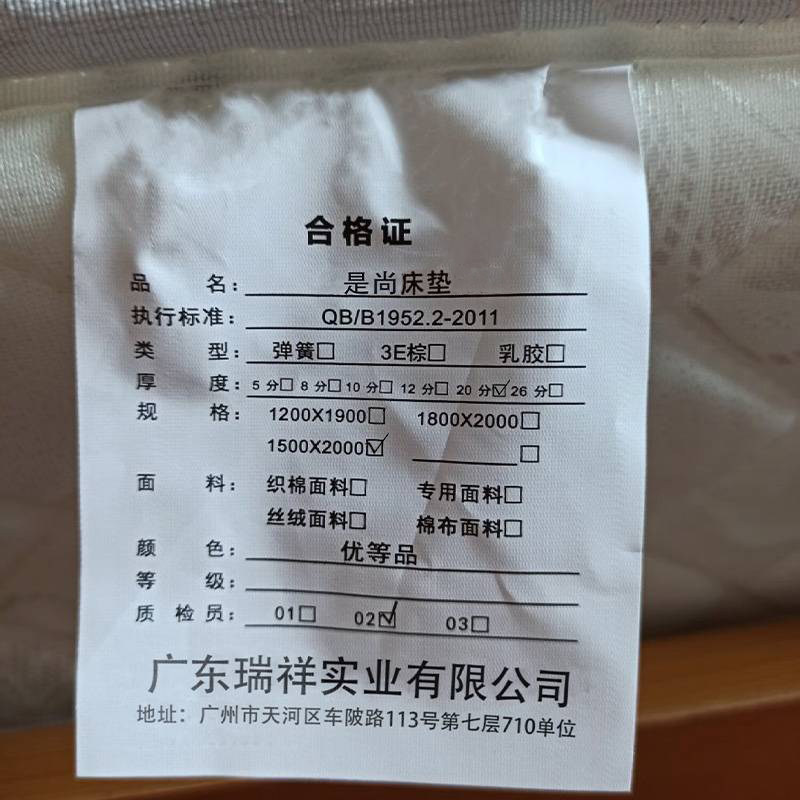 合格证
品 名：是尚床垫
执行标准：QB/B1952.2-2011
类 型：弹簧□ 3E棕□ 乳胶□
厚 度：5 分□ 8 分□ 10 分□ 12 分□ 20 分☑ 26 分□
规 格：1200X1900□ 1800X2000□
1500X2000☑ ________□
面 料：织棉面料□ 专用面料□
丝绒面料□ 棉布面料□
颜 色：优等品
等 级：
质 检 员：01□ 02☑ 03□
广东瑞祥实业有限公司
地址：广州市天河区车陂路113号第七层710单位